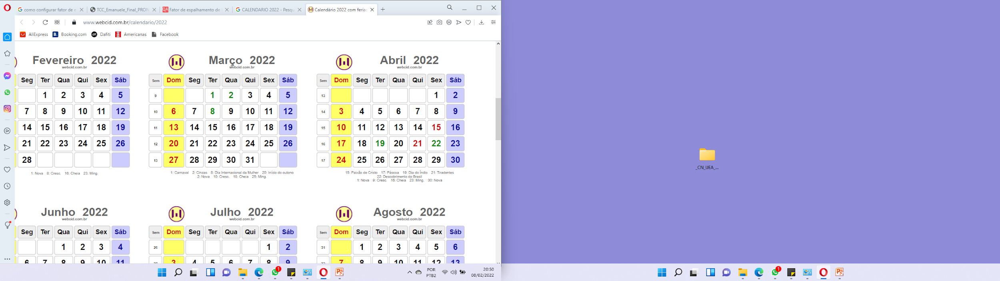 como configurar fator de e
TCC_Emanuele_Final_PRON
QA Fator de espalhamento de
CALENDARIO 2022 - Pesqu
Calendário 2022 com feriad
www.webcid.com.br/calendario/2022
AliExpress Booking.com Dafiti Americanas Facebook
Fevereiro 2022
webcid.com.br
Seg Ter Qua Qui Sex Sáb
1 2 3 4 5
7 8 9 10 11 12
14 15 16 17 18 19
21 22 23 24 25 26
28
1: Nova 8: Cresc. 16: Cheia 23: Ming.
Março 2022
webcid.com.br
Sem Dom Seg Ter Qua Qui Sex Sáb
9 1 2 3 4 5
10 6 7 8 9 10 11 12
11 13 14 15 16 17 18 19
12 20 21 22 23 24 25 26
13 27 28 29 30 31
1: Carnaval 2: Cinzas 8: Dia Internacional da Mulher 20: Início do outono
2: Nova 10: Cresc. 18: Cheia 25: Ming.
Abril 2022
webcid.com.br
Sem Dom Seg Ter Qua Qui Sex Sáb
13 1 2
14 3 4 5 6 7 8 9
15 10 11 12 13 14 15 16
16 17 18 19 20 21 22 23
17 24 25 26 27 28 29 30
15: Paixão de Cristo 17: Páscoa 19: Dia do Índio 21: Tiradentes
22: Descobrimento do Brasil
1: Nova 9: Cresc. 16: Cheia 23: Ming. 30: Nova
Junho 2022
webcid.com.br
Seg Ter Qua Qui Sex Sáb
1 2 3 4
6 7 8 9 10 11
Julho 2022
webcid.com.br
Sem Dom Seg Ter Qua Qui Sex Sáb
26 1 2
27 3 4 5 6 7 8 9
Agosto 2022
webcid.com.br
Sem Dom Seg Ter Qua Qui Sex Sáb
31 1 2 3 4 5 6
32 7 8 9 10 11 12 13
_CN_UEA_...
1
POR
PTB2
20:50
08/02/2022
1